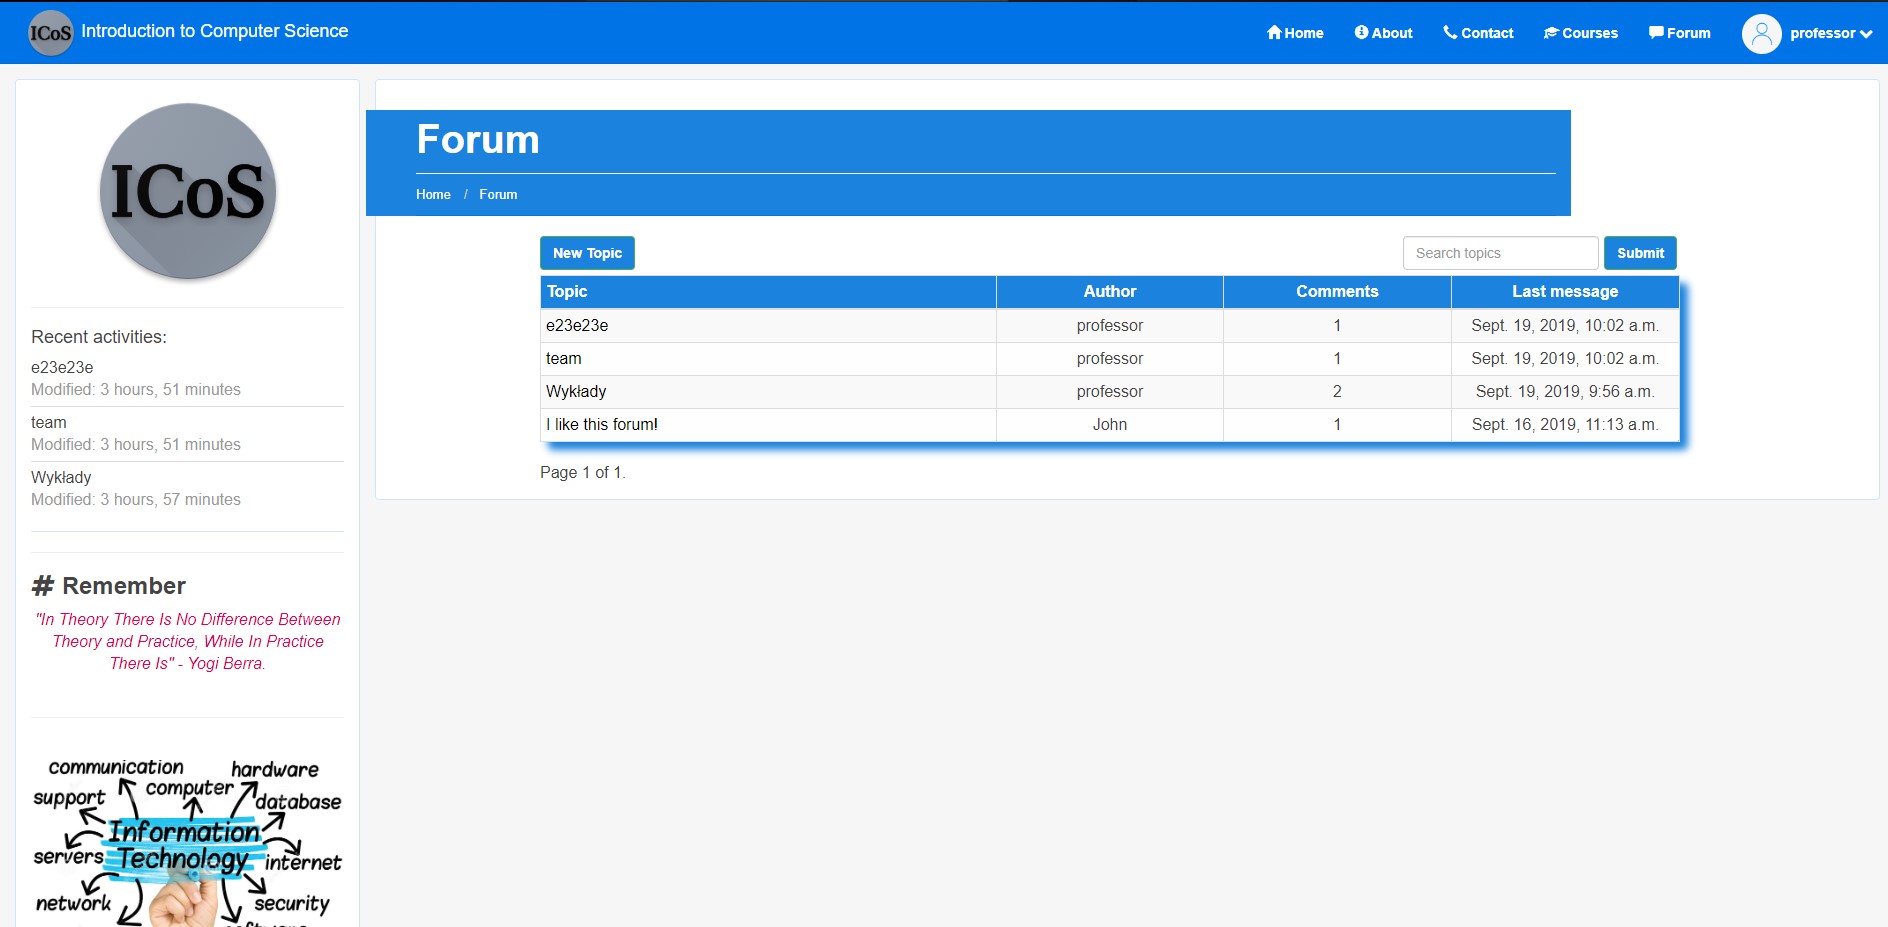 ICoS Introduction to Computer Science
Home About Contact Courses Forum professor
ICoS
Recent activities:
e23e23e
Modified: 3 hours, 51 minutes
team
Modified: 3 hours, 51 minutes
Wykłady
Modified: 3 hours, 57 minutes
# Remember
"In Theory There Is No Difference Between
Theory and Practice, While In Practice
There Is" - Yogi Berra.
communication hardware
support computer database
Information
servers Technology internet
network security
Forum
Home / Forum
New Topic Search topics Submit
Topic Author Comments Last message
e23e23e professor 1 Sept. 19, 2019, 10:02 a.m.
team professor 1 Sept. 19, 2019, 10:02 a.m.
Wykłady professor 2 Sept. 19, 2019, 9:56 a.m.
I like this forum! John 1 Sept. 16, 2019, 11:13 a.m.
Page 1 of 1.